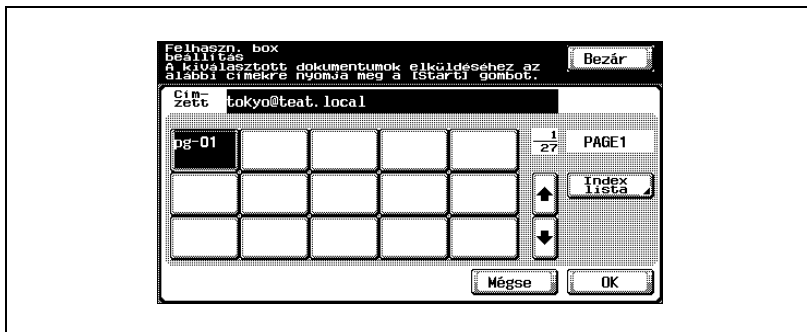 Felhaszn. box
beállítás
A kiválasztott dokumentumok elküldéséhez az
alábbi címekre nyomja meg a [Start] gombot.
Bezár
Cím-
zett
tokyo@teat.local
pg-01
1
27
PAGE1
Index
lista
Mégse
OK